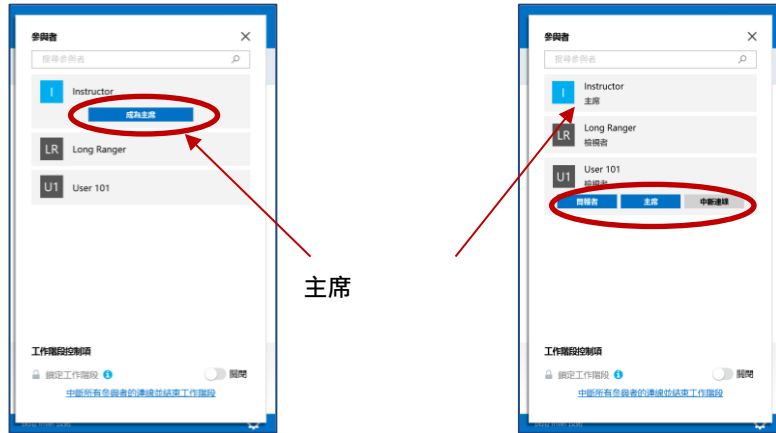 參與者
搜尋參與者
I Instructor
成為主席
LR Long Ranger
U1 User 101
工作階段控制項
鎖定工作階段 關閉
中斷所有參與者的連線並結束工作階段
主席
參與者
搜尋參與者
I Instructor
主席
LR Long Ranger
檢視者
U1 User 101
檢視者
簡報者 主席 中斷連線
工作階段控制項
鎖定工作階段 關閉
中斷所有參與者的連線並結束工作階段